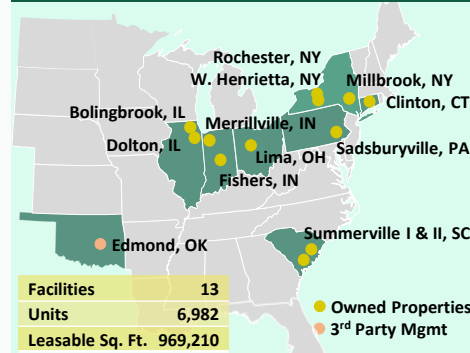 Rochester, NY
W. Henrietta, NY
Millbrook, NY
Clinton, CT
Bolingbrook, IL
Merrillville, IN
Dolton, IL
Lima, OH
Sadsburyville, PA
Fishers, IN
Summerville I & II, SC
Edmond, OK
Facilities 13
Units 6,982
Leasable Sq. Ft. 969,210
Owned Properties
3rd Party Mgmt